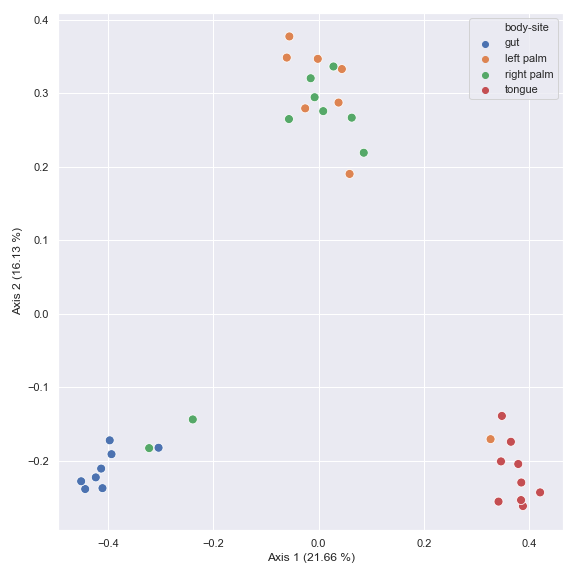 0.4
0.3
0.2
0.1
0.0
−0.1
−0.2
Axis 2 (16.13 %)
−0.4
−0.2
0.0
0.2
0.4
Axis 1 (21.66 %)
body-site
gut
left palm
right palm
tongue